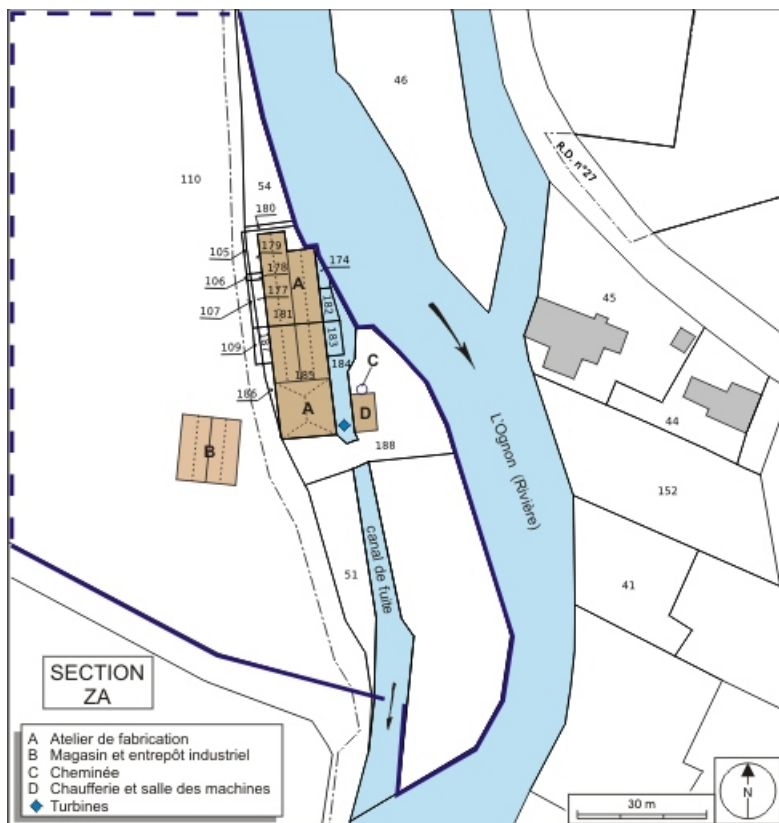 46
R.D. n°27
110
54
180
105
179
174
106
178
A
45
107
177
182
181
109
183
187
184
C
186
185
A
D
44
B
188
L'Ognon (Rivière)
152
canal de fuite
51
41
SECTION
ZA
A Atelier de fabrication
B Magasin et entrepôt industriel
C Cheminée
D Chaufferie et salle des machines
Turbines
30 m
N